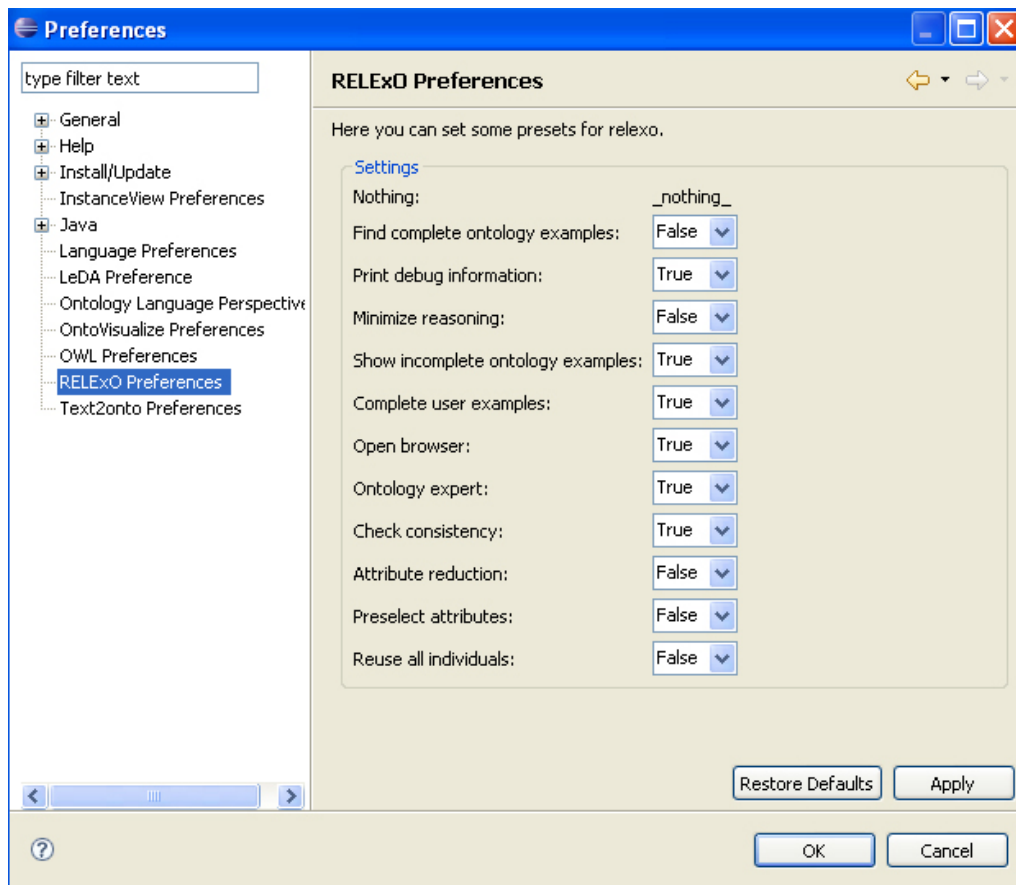 Preferences
type filter text
General
Help
Install/Update
InstanceView Preferences
Java
Language Preferences
LeDA Preference
Ontology Language Perspective
OntoVisualize Preferences
OWL Preferences
RELExO Preferences
Text2onto Preferences
RELExO Preferences
Here you can set some presets for relexo.
Settings
Nothing: _nothing_
Find complete ontology examples: False
Print debug information: True
Minimize reasoning: False
Show incomplete ontology examples: True
Complete user examples: True
Open browser: True
Ontology expert: True
Check consistency: True
Attribute reduction: False
Preselect attributes: False
Reuse all individuals: False
Restore Defaults Apply
OK Cancel